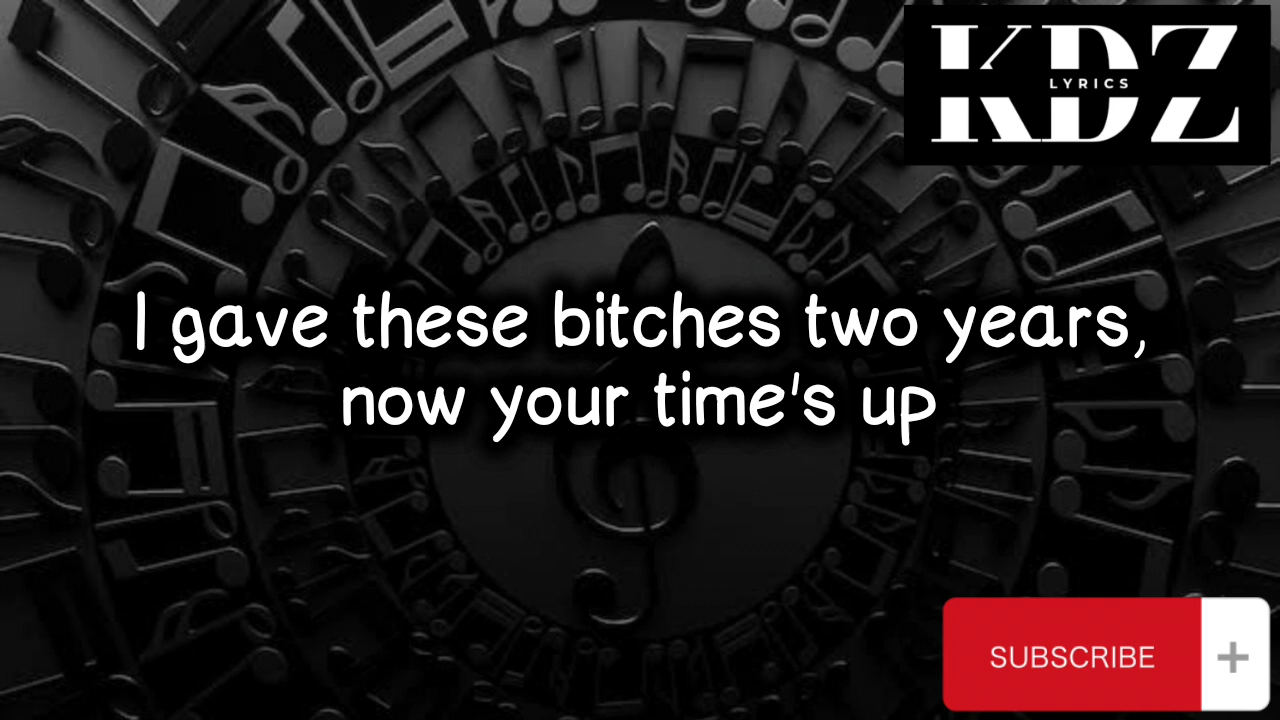 KDZ
LYRICS
I gave these bitches two years,
now your time's up
SUBSCRIBE +